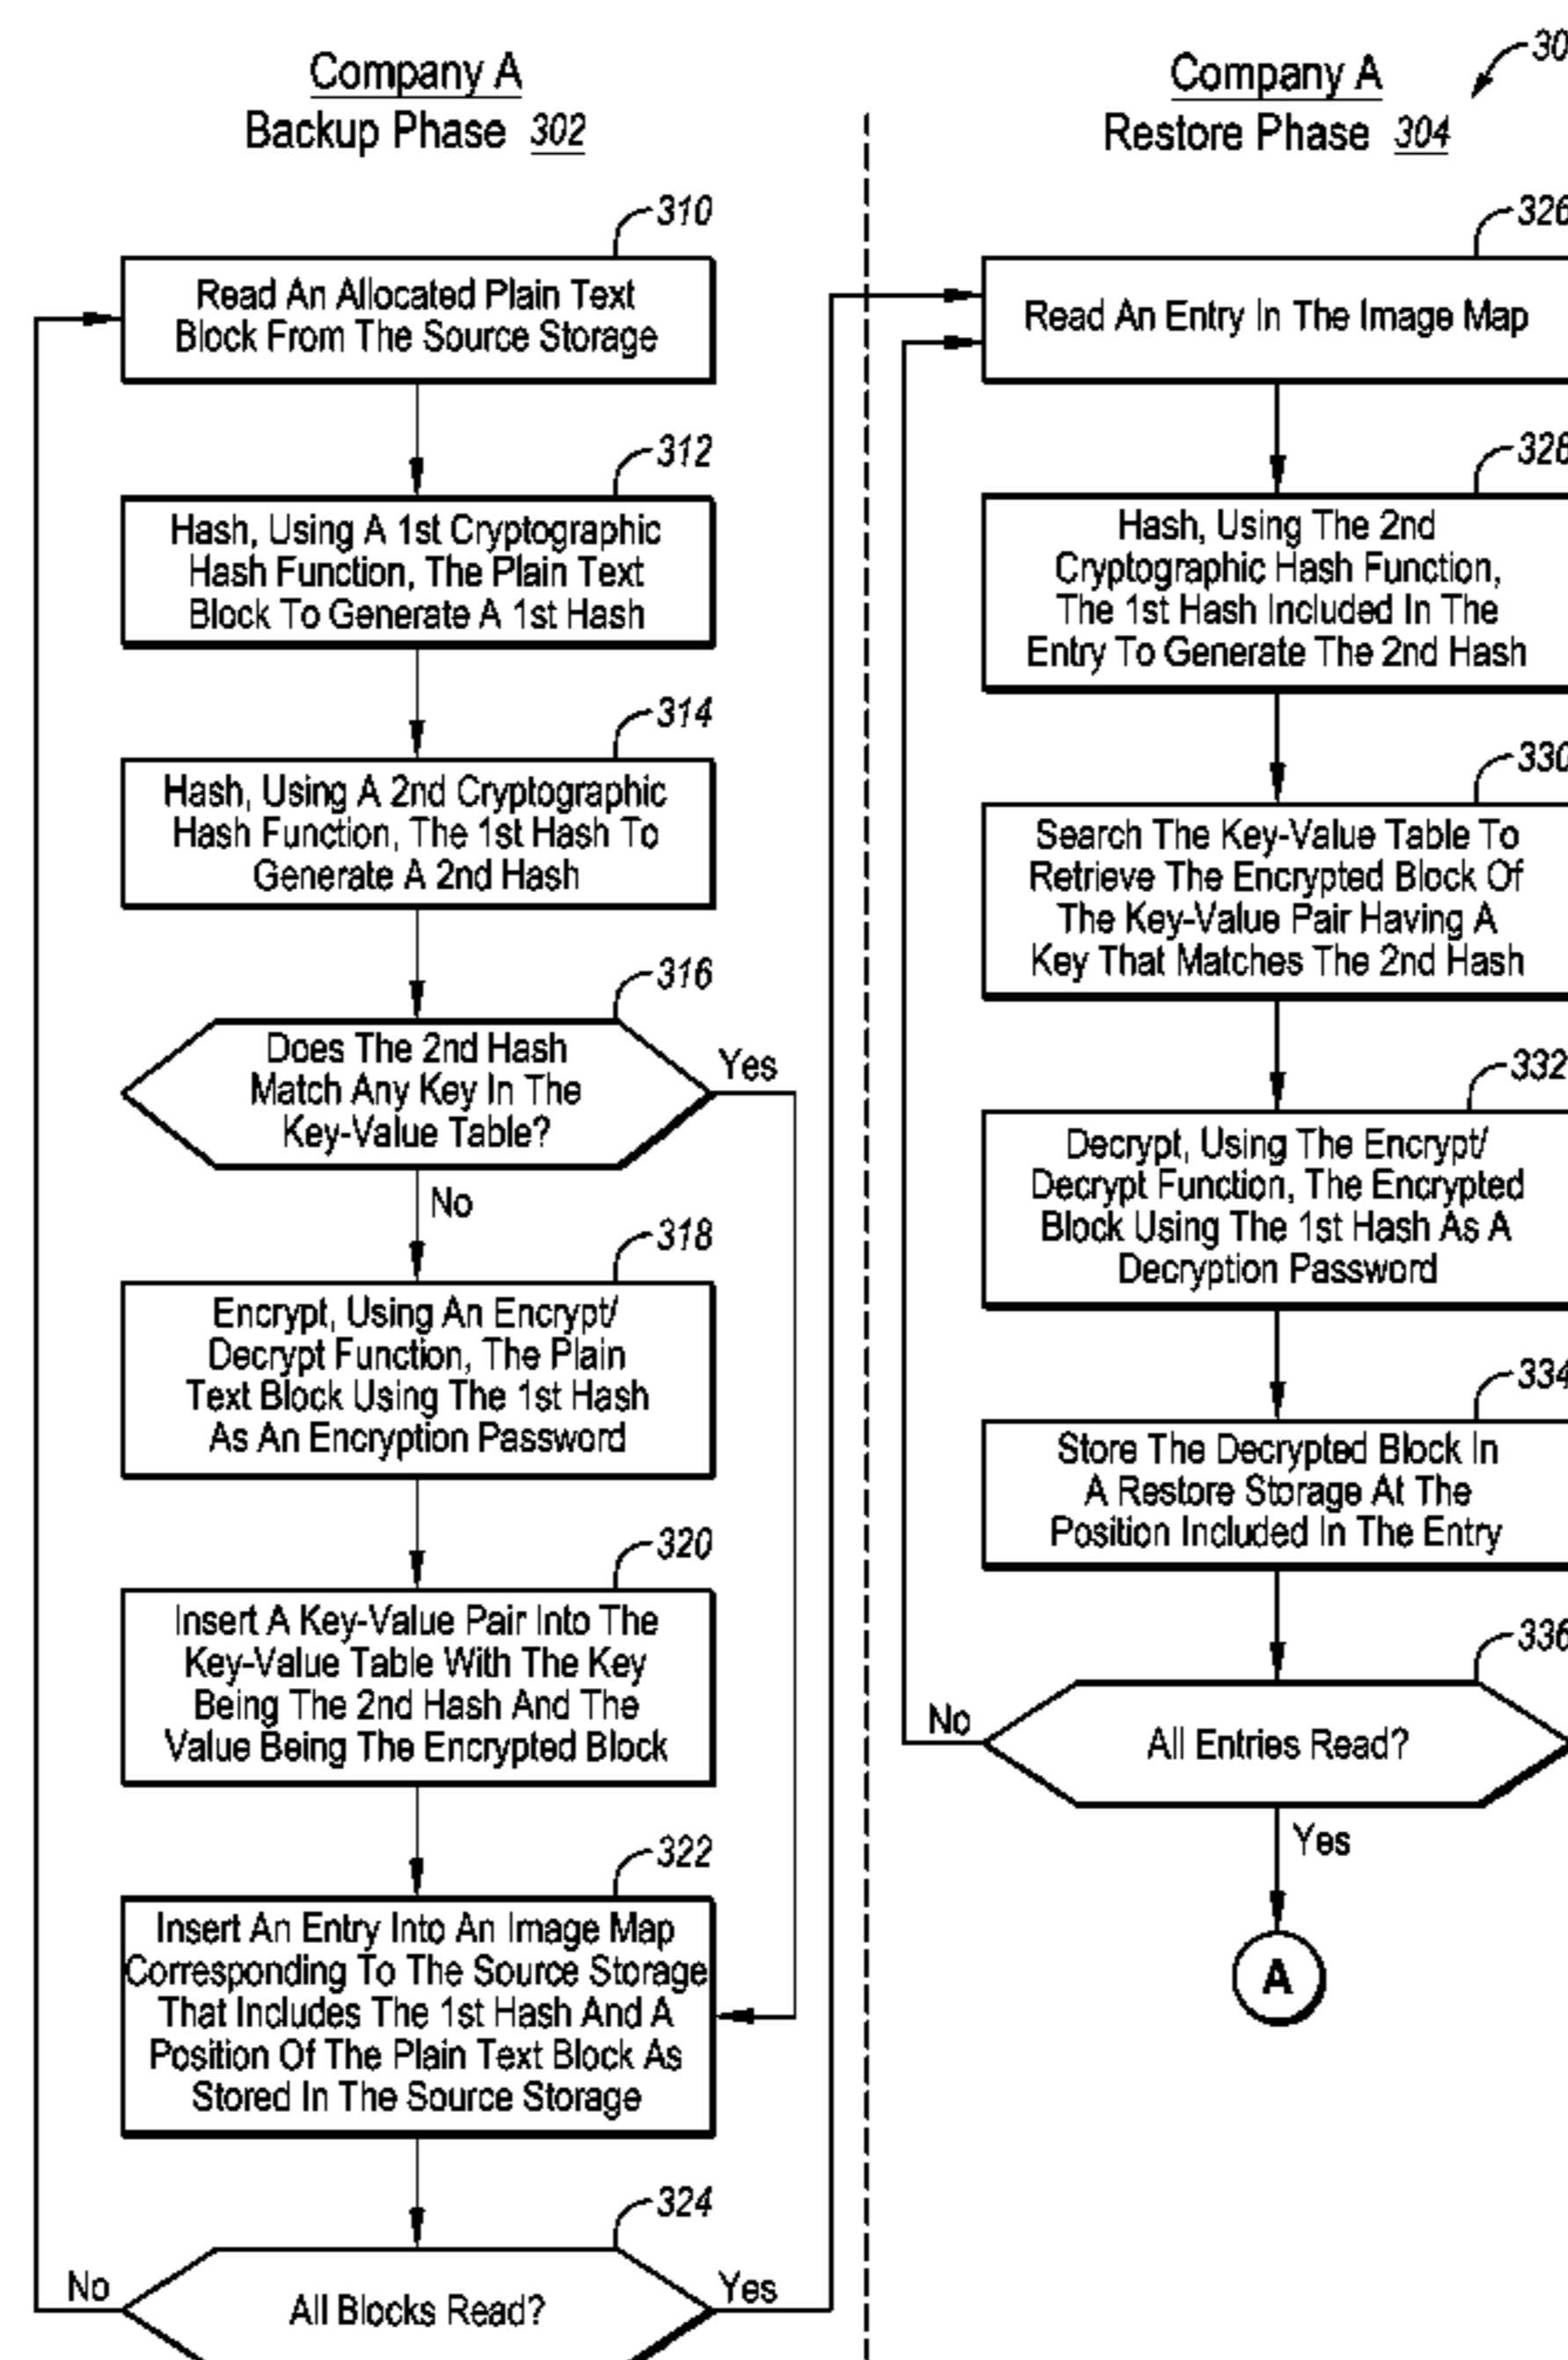 Company A
Backup Phase 302
310
Read An Allocated Plain Text
Block From The Source Storage
312
Hash, Using A 1st Cryptographic
Hash Function, The Plain Text
Block To Generate A 1st Hash
314
Hash, Using A 2nd Cryptographic
Hash Function, The 1st Hash To
Generate A 2nd Hash
316
Does The 2nd Hash
Match Any Key In The
Key-Value Table?
Yes
No
318
Encrypt, Using An Encrypt/
Decrypt Function, The Plain
Text Block Using The 1st Hash
As An Encryption Password
320
Insert A Key-Value Pair Into The
Key-Value Table With The Key
Being The 2nd Hash And The
Value Being The Encrypted Block
322
Insert An Entry Into An Image Map
Corresponding To The Source Storage
That Includes The 1st Hash And A
Position Of The Plain Text Block As
Stored In The Source Storage
324
No
All Blocks Read?
Yes
30
Company A
Restore Phase 304
326
Read An Entry In The Image Map
328
Hash, Using The 2nd
Cryptographic Hash Function,
The 1st Hash Included In The
Entry To Generate The 2nd Hash
330
Search The Key-Value Table To
Retrieve The Encrypted Block Of
The Key-Value Pair Having A
Key That Matches The 2nd Hash
332
Decrypt, Using The Encrypt/
Decrypt Function, The Encrypted
Block Using The 1st Hash As A
Decryption Password
334
Store The Decrypted Block In
A Restore Storage At The
Position Included In The Entry
336
No
All Entries Read?
Yes
A